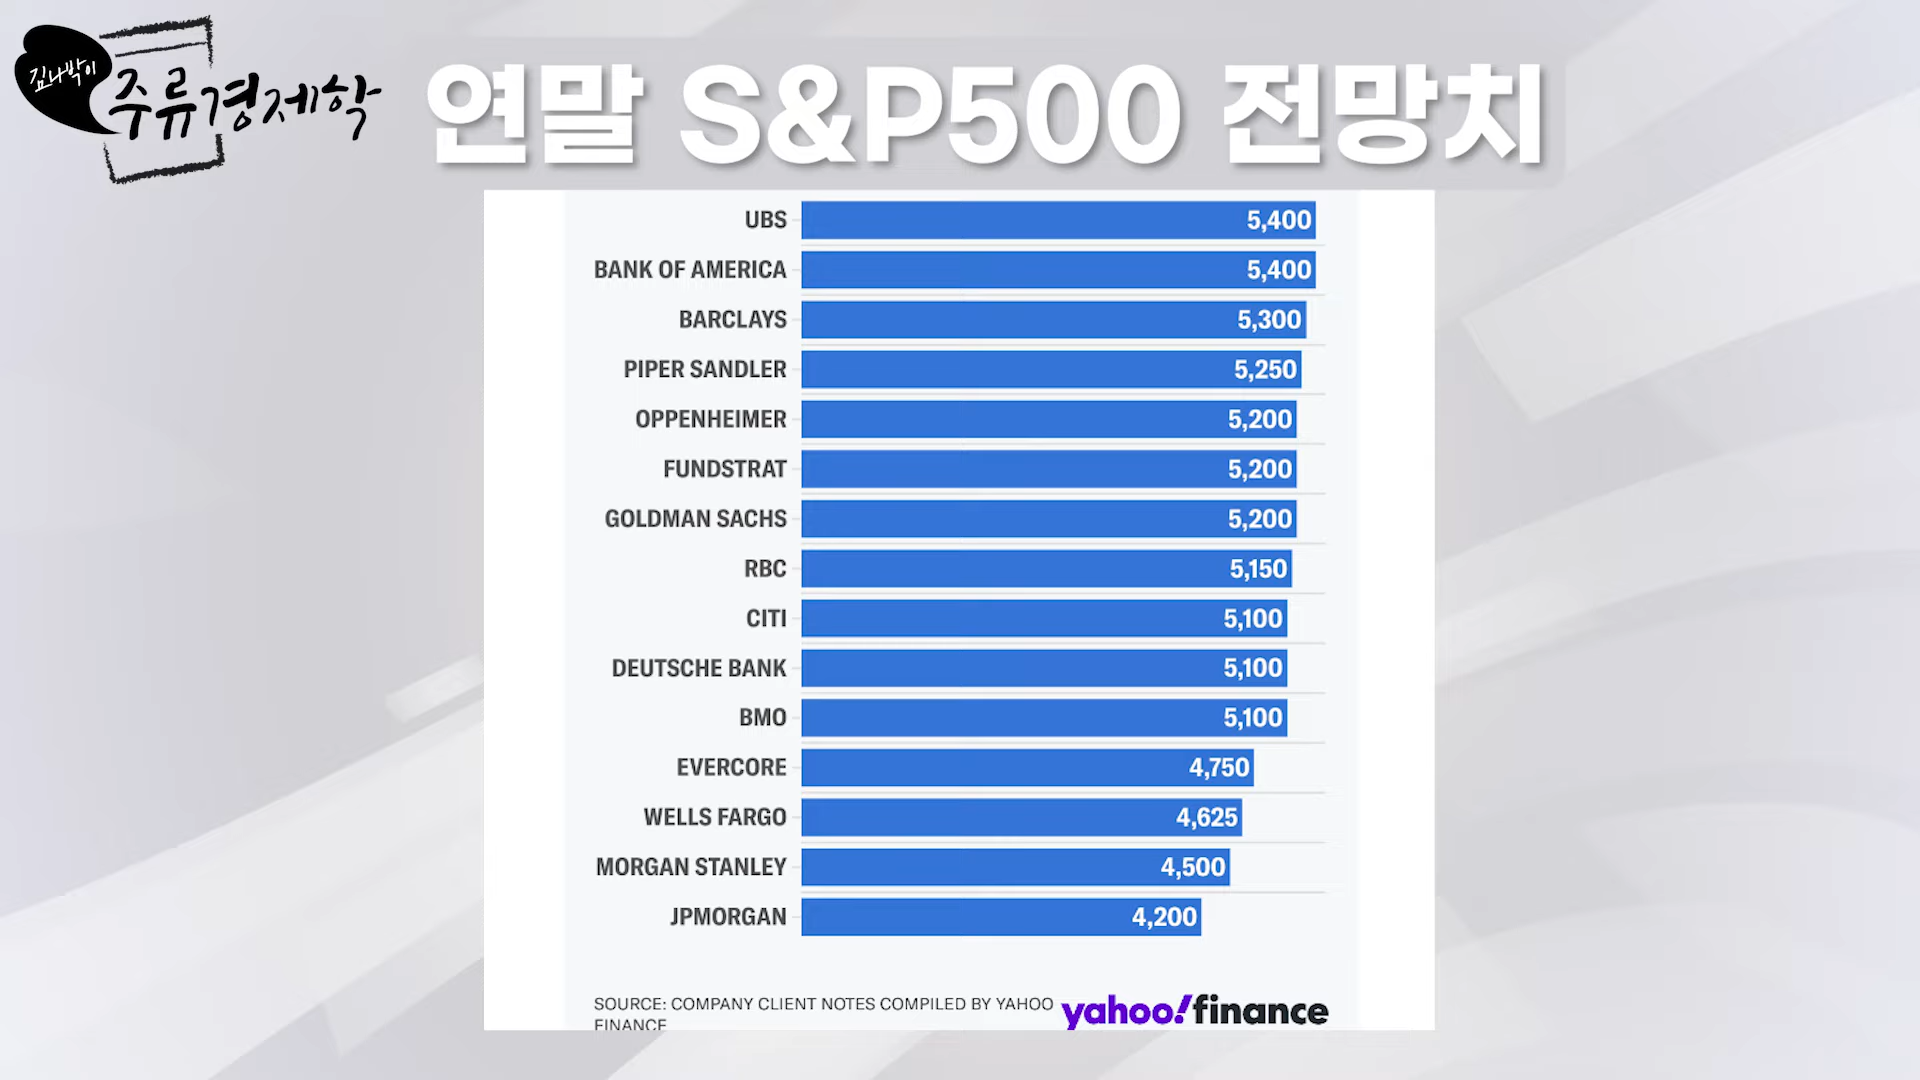 김나박이
주류경제학
연말 S&P500 전망치
UBS 5,400
BANK OF AMERICA 5,400
BARCLAYS 5,300
PIPER SANDLER 5,250
OPPENHEIMER 5,200
FUNDSTRAT 5,200
GOLDMAN SACHS 5,200
RBC 5,150
CITI 5,100
DEUTSCHE BANK 5,100
BMO 5,100
EVERCORE 4,750
WELLS FARGO 4,625
MORGAN STANLEY 4,500
JPMORGAN 4,200
SOURCE: COMPANY CLIENT NOTES COMPILED BY YAHOO
FINANCE
yahoo!finance